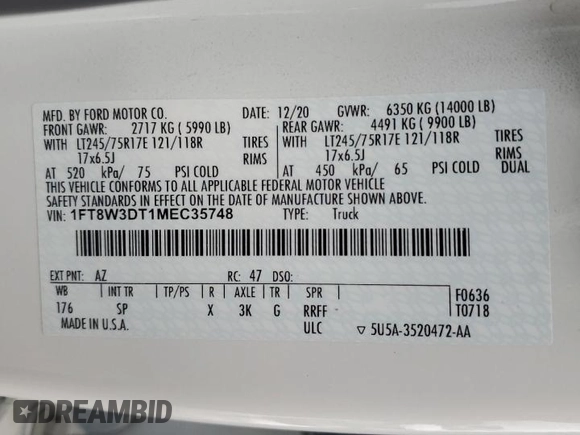 MFD. BY FORD MOTOR CO. DATE: 12/20 GVWR: 6350 KG (14000 LB)
FRONT GAWR: 2717 KG ( 5990 LB) REAR GAWR: 4491 KG ( 9900 LB)
WITH LT245/75R17E 121/118R TIRES WITH LT245/75R17E 121/118R TIRES
17x6.5J RIMS 17x6.5J RIMS
AT 520 kPa/ 75 PSI COLD AT 450 kPa/ 65 PSI COLD DUAL
THIS VEHICLE CONFORMS TO ALL APPLICABLE FEDERAL MOTOR VEHICLE
SAFETY STANDARDS IN EFFECT ON THE DATE OF MANUFACTURE SHOWN ABOVE.
VIN: 1FT8W3DT1MEC35748 TYPE: Truck
EXT PNT: AZ RC: 47 DSO:
WB INT TR TP/PS R AXLE TR SPR F0636
176 SP X 3K G RRFF T0718
MADE IN U.S.A. ULC ▽ 5U5A-3520472-AA
DREAMBID